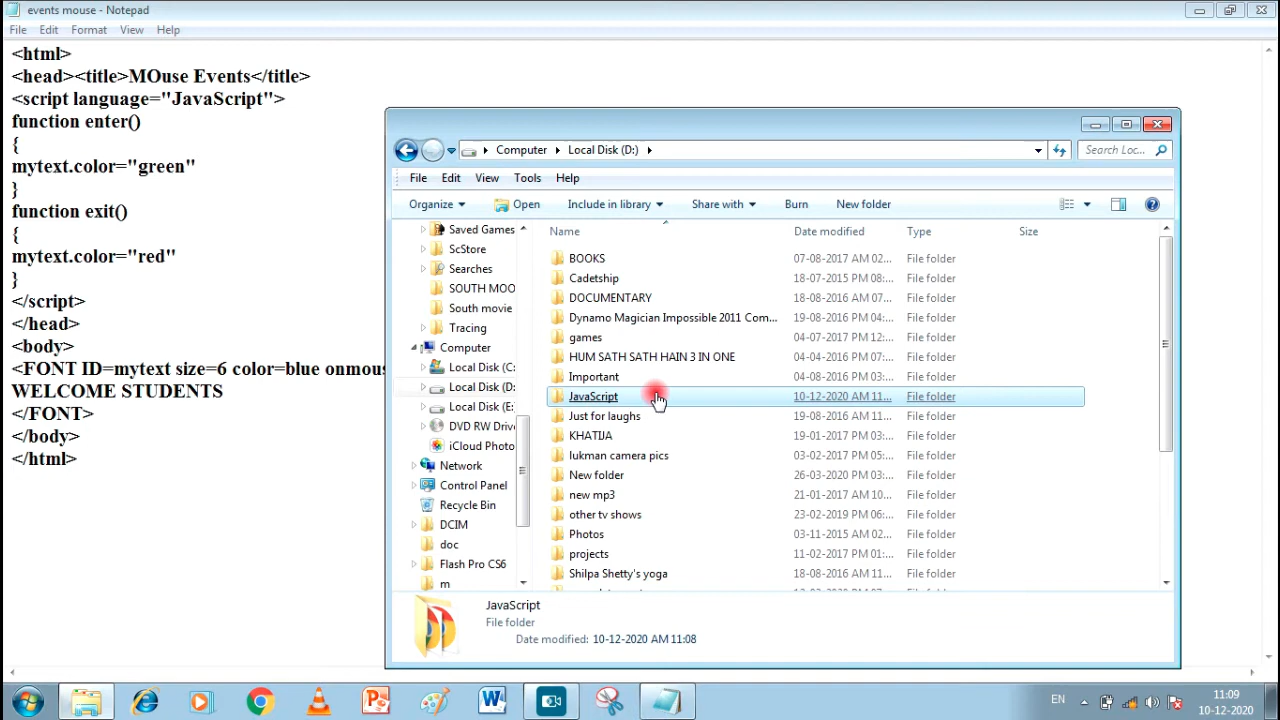 events mouse - Notepad
File Edit Format View Help
<html>
<head><title>MOuse Events</title>
<script language="JavaScript">
function enter()
{
mytext.color="green"
}
function exit()
{
mytext.color="red"
}
</script>
</head>
<body>
<FONT ID=mytext size=6 color=blue onmous
WELCOME STUDENTS
</FONT>
</body>
</html>
Computer Local Disk (D:) Search Loc...
File Edit View Tools Help
Organize Open Include in library Share with Burn New folder
Saved Games
ScStore
Searches
SOUTH MOO
South movie
Tracing
Computer
Local Disk (C:
Local Disk (D:
Local Disk (E:
DVD RW Drive
iCloud Photo
Network
Control Panel
Recycle Bin
DCIM
doc
Flash Pro CS6
m
Name Date modified Type Size
BOOKS 07-08-2017 AM 02... File folder
Cadetship 18-07-2015 PM 08:... File folder
DOCUMENTARY 18-08-2016 AM 07... File folder
Dynamo Magician Impossible 2011 Com... 19-08-2016 PM 04:... File folder
games 04-07-2017 PM 12:... File folder
HUM SATH SATH HAIN 3 IN ONE 04-04-2016 PM 07:... File folder
Important 04-08-2016 PM 03:... File folder
JavaScript 10-12-2020 AM 11... File folder
Just for laughs 19-08-2016 AM 11... File folder
KHATIJA 19-01-2017 PM 03:... File folder
lukman camera pics 03-02-2017 PM 05:... File folder
New folder 26-03-2020 PM 03:... File folder
new mp3 21-01-2017 AM 10... File folder
other tv shows 23-02-2019 PM 06:... File folder
Photos 03-11-2015 AM 02... File folder
projects 11-02-2017 PM 01:... File folder
Shilpa Shetty's yoga 18-08-2016 AM 11... File folder
JavaScript
File folder
Date modified: 10-12-2020 AM 11:08
EN
11:09
10-12-2020